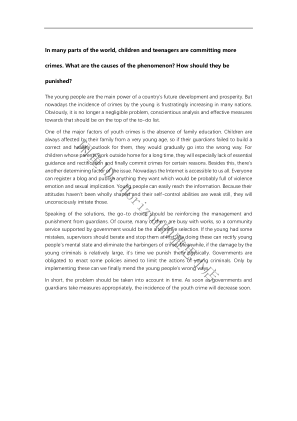 In many parts of the world, children and teenagers are committing more
crimes. What are the causes of the phenomenon? How should they be
punished?
The young people are the main power of a country's future development and prosperity. But
nowadays the incidence of crimes by the young is frustratingly increasing in many nations.
Obviously, it is no longer a negligible problem, conscientious analysis and effective measures
towards that should be on the top of the to-do list.
One of the major factors of youth crimes is the absence of family education. Children are
always affected by their family from a very young age, so if their guardians failed to build a
correct and healthy outlook for them, they would gradually go into the wrong way. For
children whose parents work outside home for a long time, they will especially lack of essential
guidance and rectification and finally commit crimes for certain reasons. Besides this, there's
another determining factor of the issue. Nowadays the Internet is accessible to us all. Everyone
can register a blog and publish anything they want which would be probably full of violence
emotion and sexual implication. Young people can easily reach the information. Because their
attitudes haven't been wholly shaped and their self-control abilities are weak still, they will
unconsciously imitate those.
Speaking of the solutions, the go-to choice should be reinforcing the management and
punishment from guardians. Of course, many of them are busy with works, so a community
service supported by government would be the alternative selection. If the young had some
mistakes, supervisors should berate and stop them at first, by doing these can rectify young
people's mental state and eliminate the harbingers of crime. Meanwhile, if the damage by the
young criminals is relatively large, it's time we punish them physically. Governments are
obligated to enact some policies aimed to limit the actions of young criminals. Only by
implementing these can we finally mend the young people's wrong ways.
In short, the problem should be taken into account in time. As soon as governments and
guardians take measures appropriately, the incidence of the youth crime will decrease soon.